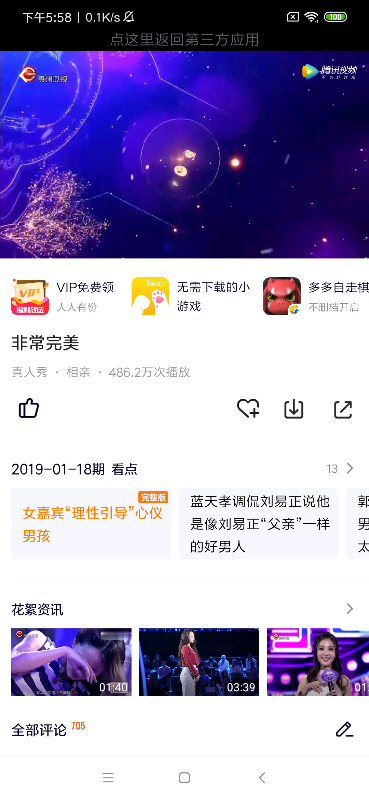 下午5:58 | 0.1K/s
100
点这里返回第三方应用
贵州卫视
腾讯视频
VIP
VIP免费领
人人有份
iwan
无需下载的小
游戏
多多自走棋
不删档开启
非常完美
真人秀 · 相亲 · 486.2万次播放
2019-01-18期 看点
13
完整版
女嘉宾“理性引导”心仪
男孩
蓝天孝调侃刘易正说他
是像刘易正“父亲”一样
的好男人
郭
男
太
花絮资讯
01:40
03:39
01
全部评论 705